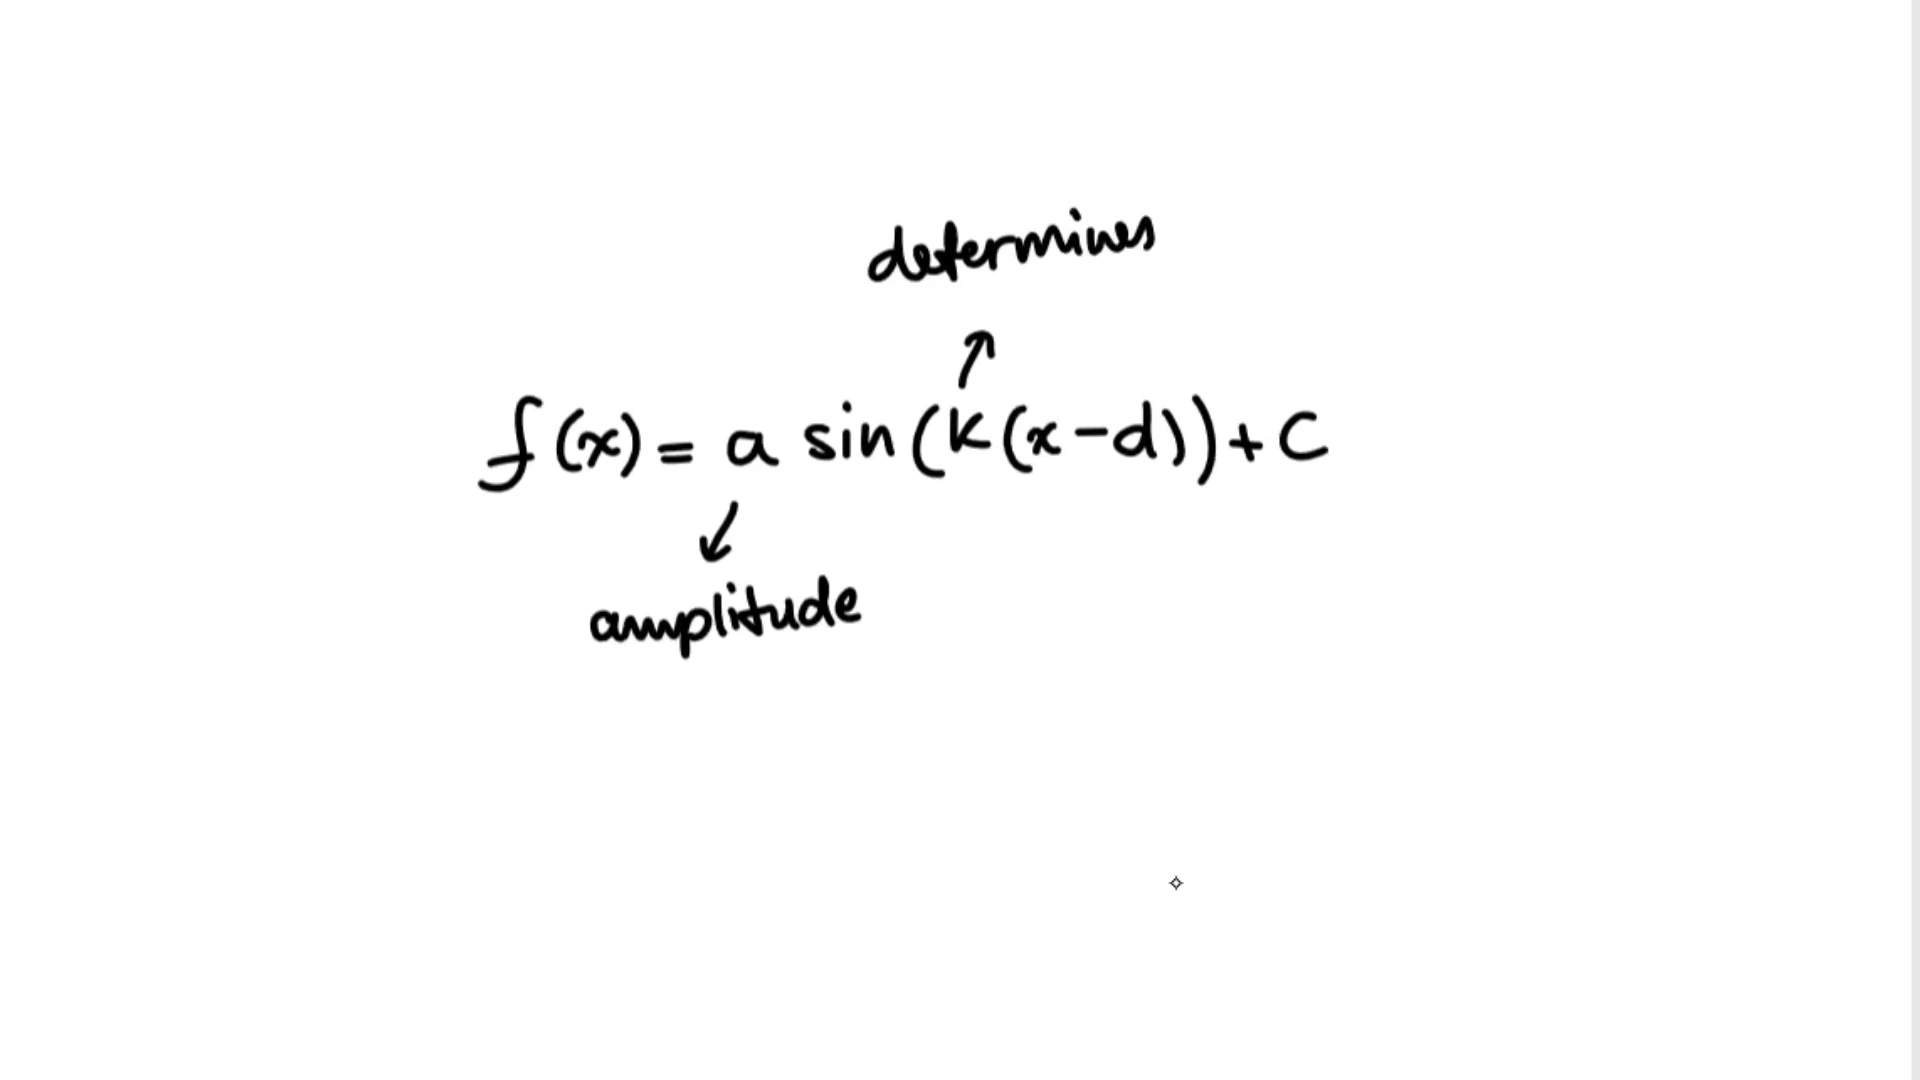 determines
f(x) = a sin(k(x-d)) + c
amplitude